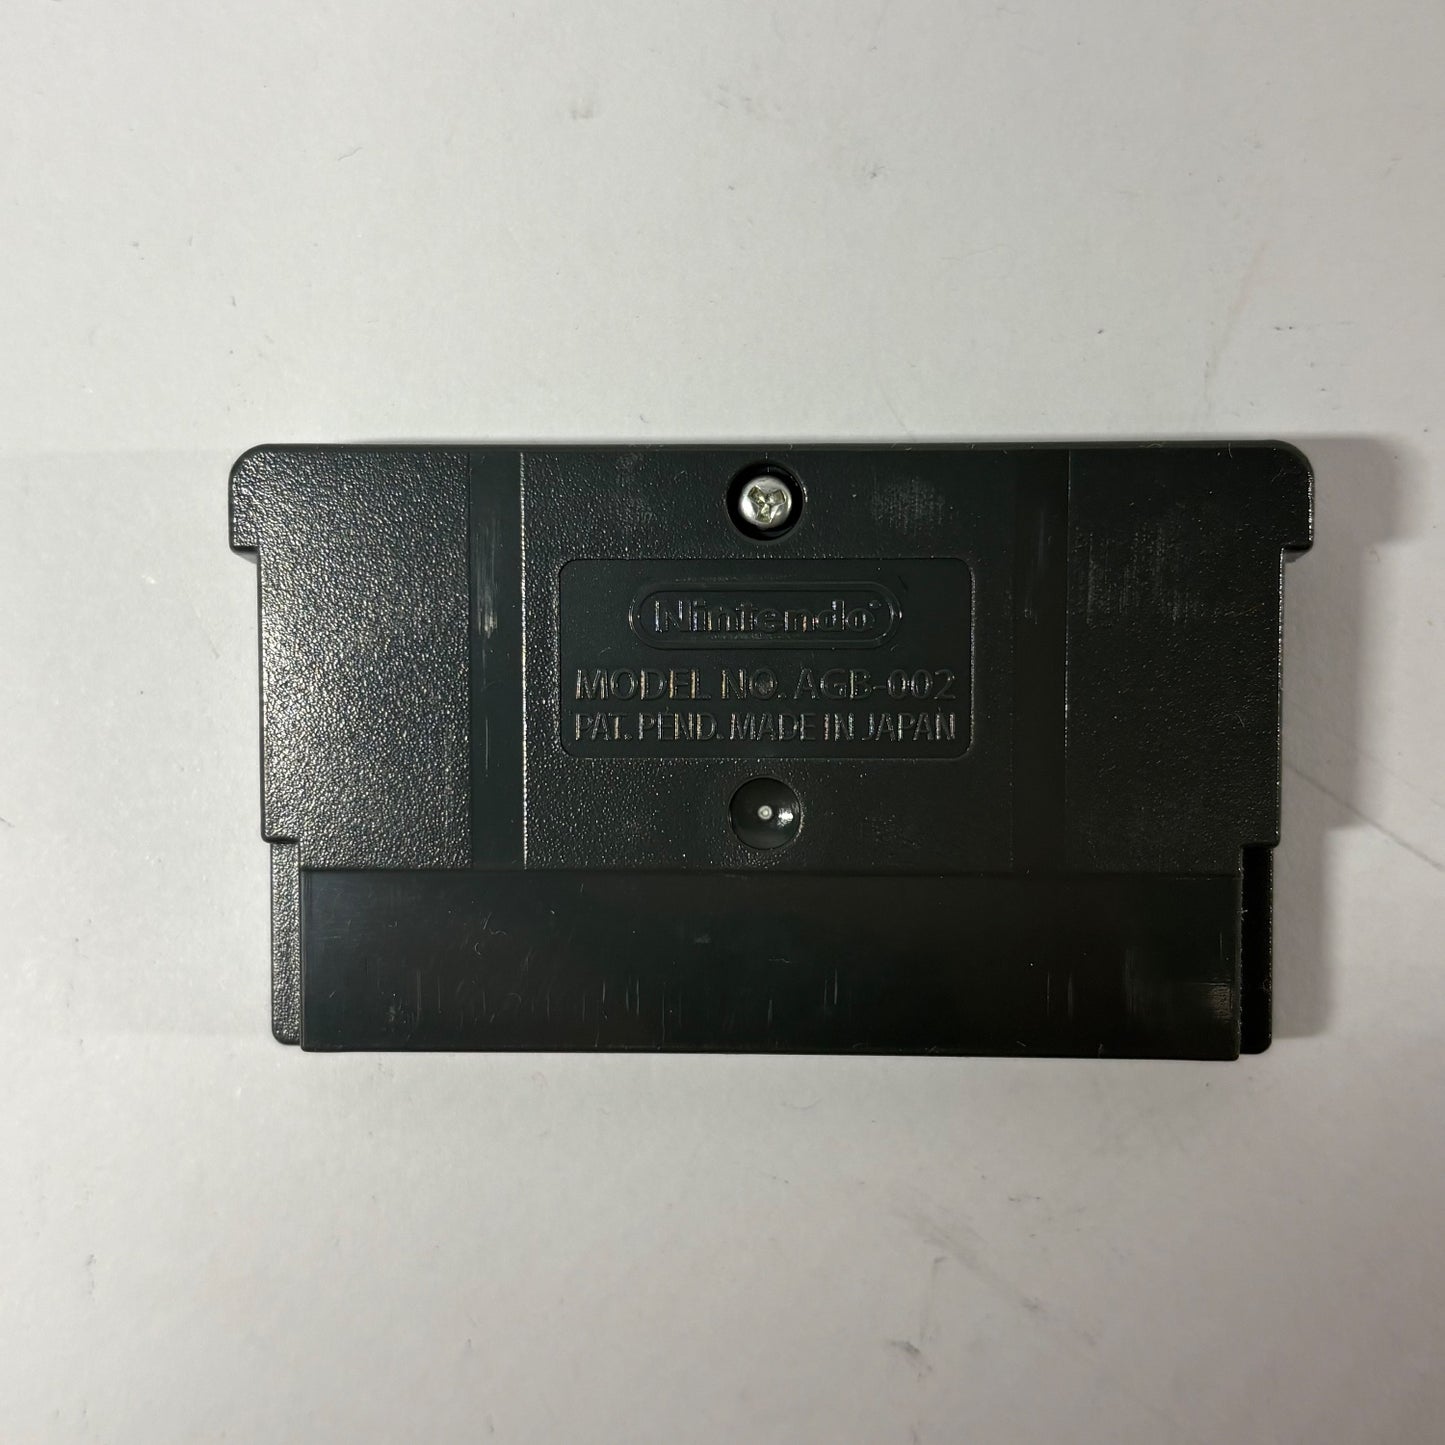 Nintendo
MODEL NO. AGB-002
PAT. PEND. MADE IN JAPAN